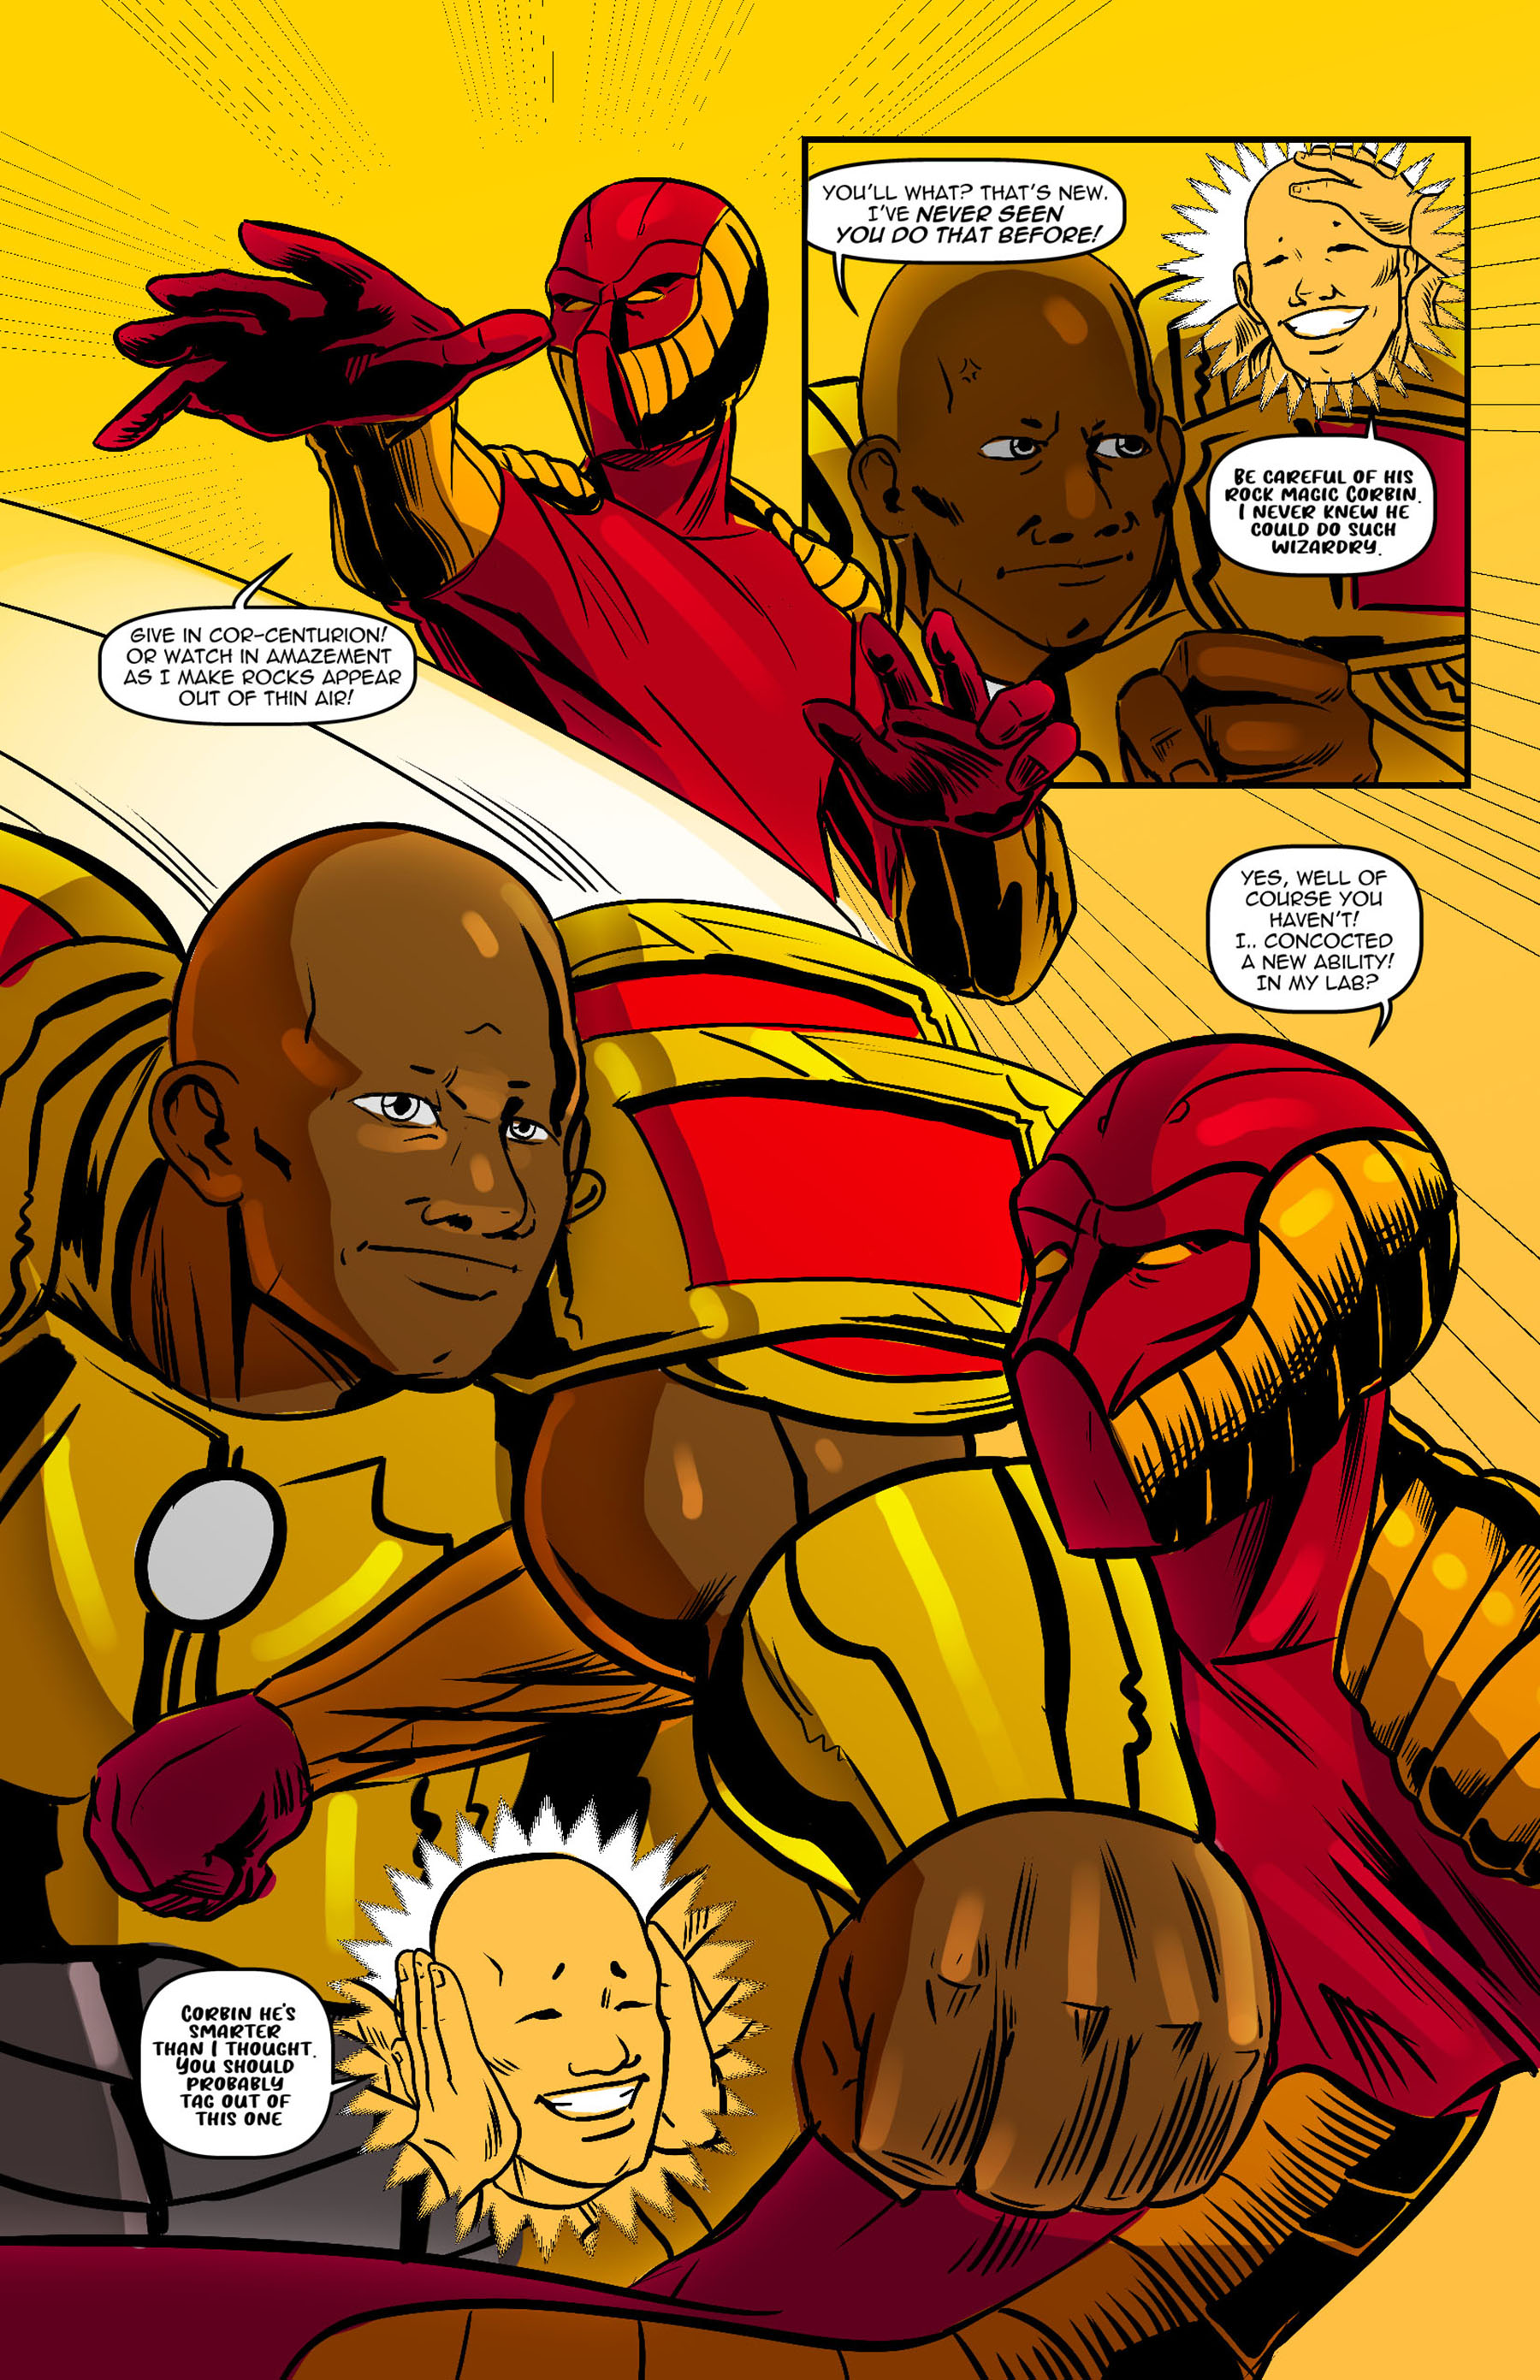 GIVE IN COR-CENTURION!
OR WATCH IN AMAZEMENT
AS I MAKE ROCKS APPEAR
OUT OF THIN AIR!
YOU'LL WHAT? THAT'S NEW.
I'VE NEVER SEEN
YOU DO THAT BEFORE!
BE CAREFUL OF HIS
ROCK MAGIC CORBIN.
I NEVER KNEW HE
COULD DO SUCH
WIZARDRY.
YES, WELL OF
COURSE YOU
HAVEN'T!
I.. CONCOCTED
A NEW ABILITY!
IN MY LAB?
CORBIN HE'S
SMARTER
THAN I THOUGHT.
YOU SHOULD
PROBABLY
TAG OUT OF
THIS ONE